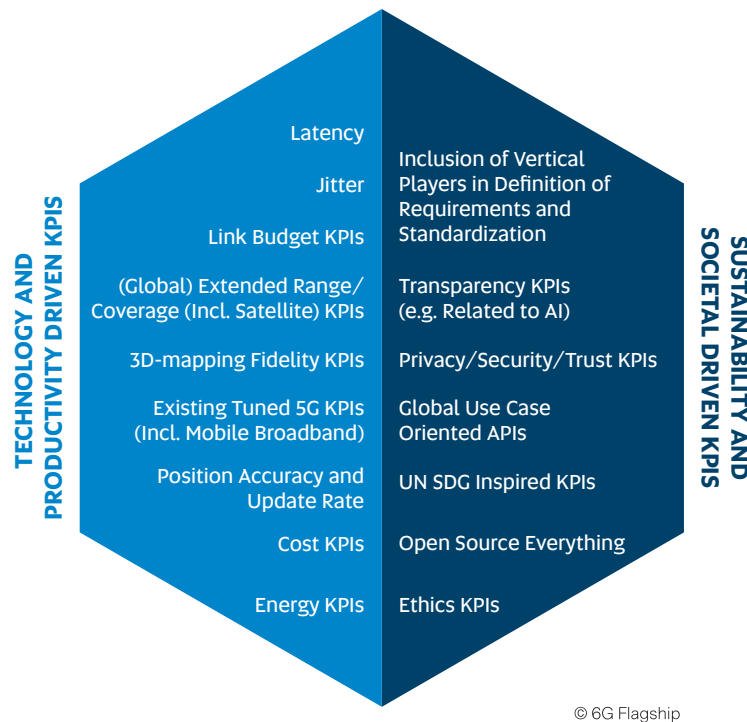 TECHNOLOGY AND
PRODUCTIVITY DRIVEN KPIS
Latency
Jitter
Link Budget KPIs
(Global) Extended Range/
Coverage (Incl. Satellite) KPIs
3D-mapping Fidelity KPIs
Existing Tuned 5G KPIs
(Incl. Mobile Broadband)
Position Accuracy and
Update Rate
Cost KPIs
Energy KPIs
Inclusion of Vertical
Players in Definition of
Requirements and
Standardization
Transparency KPIs
(e.g. Related to AI)
Privacy/Security/Trust KPIs
Global Use Case
Oriented APIs
UN SDG Inspired KPIs
Open Source Everything
Ethics KPIs
SUSTAINABILITY AND
SOCIETAL DRIVEN KPIS
© 6G Flagship